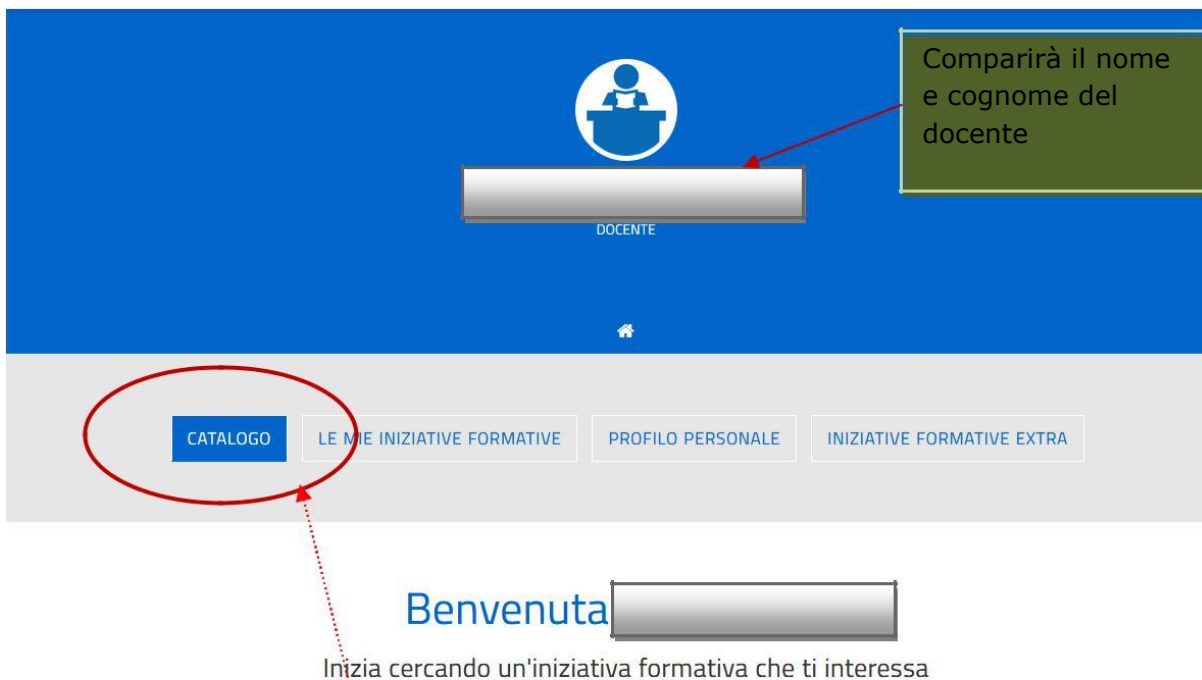 Comparirà il nome
e cognome del
docente
DOCENTE
CATALOGO
LE MIE INIZIATIVE FORMATIVE
PROFILO PERSONALE
INIZIATIVE FORMATIVE EXTRA
Benvenuta
Inizia cercando un'iniziativa formativa che ti interessa